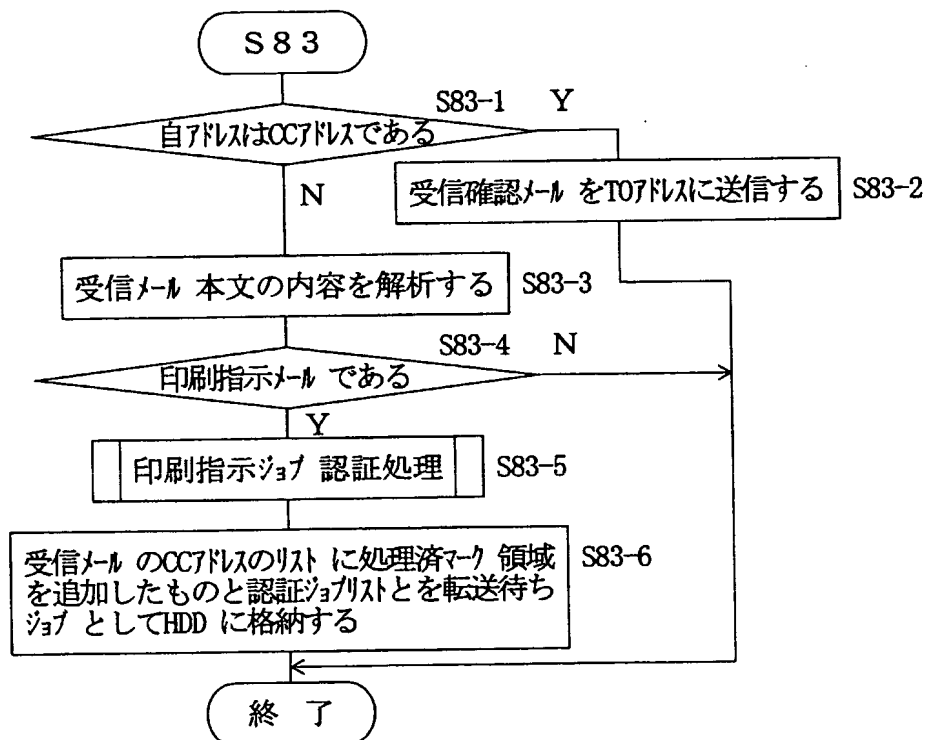 S83
S83-1 Y
自アドレスはCCアドレスである
N
受信確認メール をTOアドレスに送信する S83-2
受信メール 本文の内容を解析する S83-3
S83-4 N
印刷指示メール である
Y
印刷指示ジョブ 認証処理 S83-5
受信メール のCCアドレスのリスト に処理済マーク 領域 S83-6
を追加したものと認証ジョブリストとを転送待ち
ジョブ としてHDD に格納する
終 了